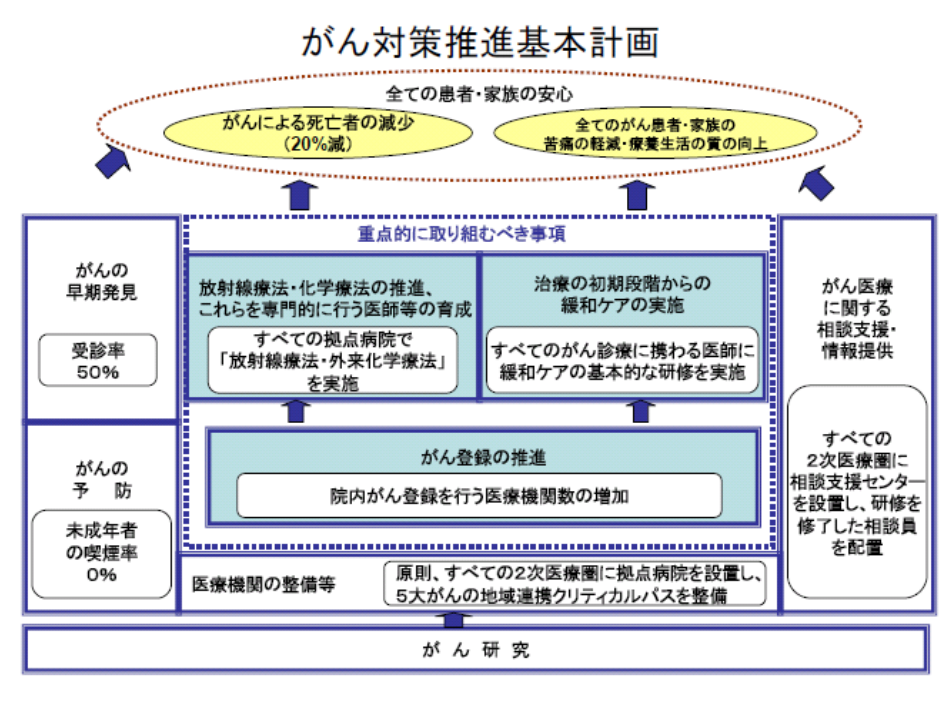 がん対策推進基本計画
全ての患者・家族の安心
がんによる死亡者の減少
(20%減)
全てのがん患者・家族の
苦痛の軽減・療養生活の質の向上
重点的に取り組むべき事項
がんの
早期発見
受診率
50%
がんの
予　防
未成年者
の喫煙率
0%
放射線療法・化学療法の推進、
これらを専門的に行う医師等の育成
すべての拠点病院で
「放射線療法・外来化学療法」
を実施
治療の初期段階からの
緩和ケアの実施
すべてのがん診療に携わる医師に
緩和ケアの基本的な研修を実施
がん登録の推進
院内がん登録を行う医療機関数の増加
医療機関の整備等
原則、すべての2次医療圏に拠点病院を設置し、
5大がんの地域連携クリティカルパスを整備
がん医療
に関する
相談支援・
情報提供
すべての
2次医療圏に
相談支援センター
を設置し、研修を
修了した相談員
を配置
がん研究